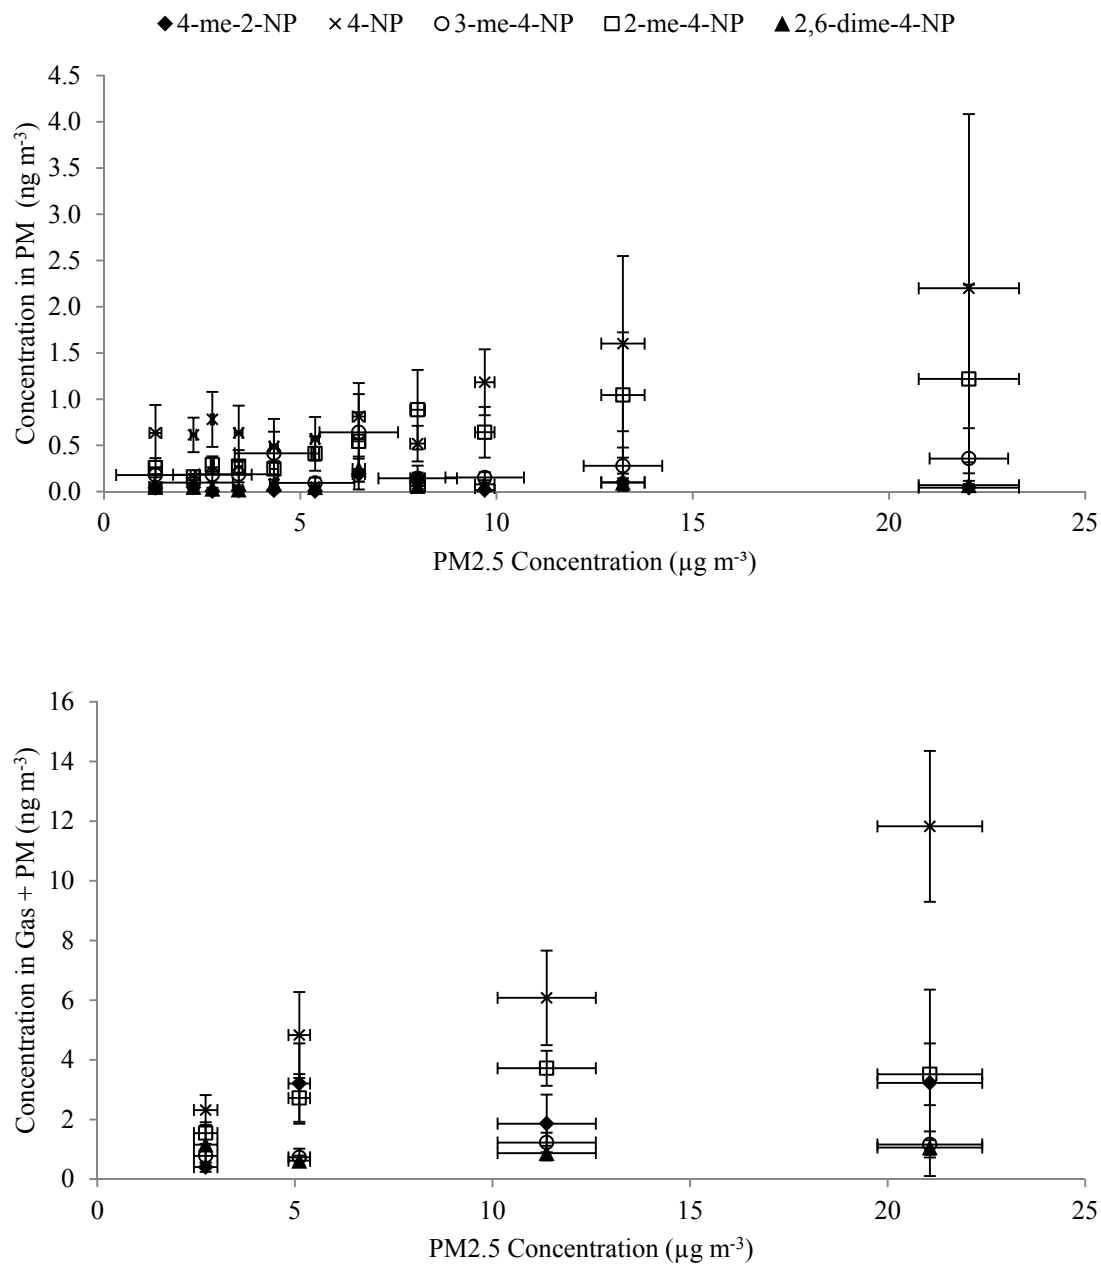 4-me-2-NP 4-NP 3-me-4-NP 2-me-4-NP 2,6-dime-4-NP
4.5
4.0
3.5
3.0
2.5
2.0
1.5
1.0
0.5
0.0
Concentration in PM (ng m⁻³)
0 5 10 15 20 25
PM2.5 Concentration (µg m⁻³)
16
14
12
10
8
6
4
2
0
Concentration in Gas + PM (ng m⁻³)
0 5 10 15 20 25
PM2.5 Concentration (µg m⁻³)